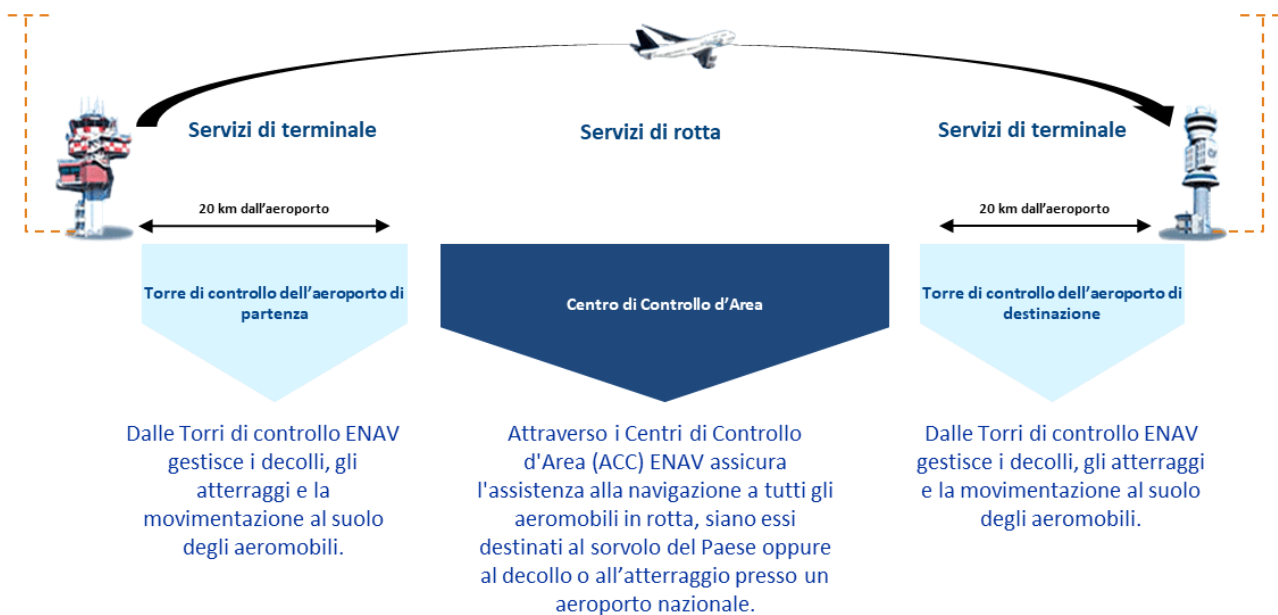 Servizi di terminale
Servizi di rotta
Servizi di terminale
20 km dall’aeroporto
20 km dall’aeroporto
Torre di controllo dell’aeroporto di
partenza
Centro di Controllo d’Area
Torre di controllo dell’aeroporto di
destinazione
Dalle Torri di controllo ENAV
gestisce i decolli, gli
atterraggi e la
movimentazione al suolo
degli aeromobili.
Attraverso i Centri di Controllo
d'Area (ACC) ENAV assicura
l'assistenza alla navigazione a tutti gli
aeromobili in rotta, siano essi
destinati al sorvolo del Paese oppure
al decollo o all’atterraggio presso un
aeroporto nazionale.
Dalle Torri di controllo ENAV
gestisce i decolli, gli atterraggi
e la movimentazione al suolo
degli aeromobili.